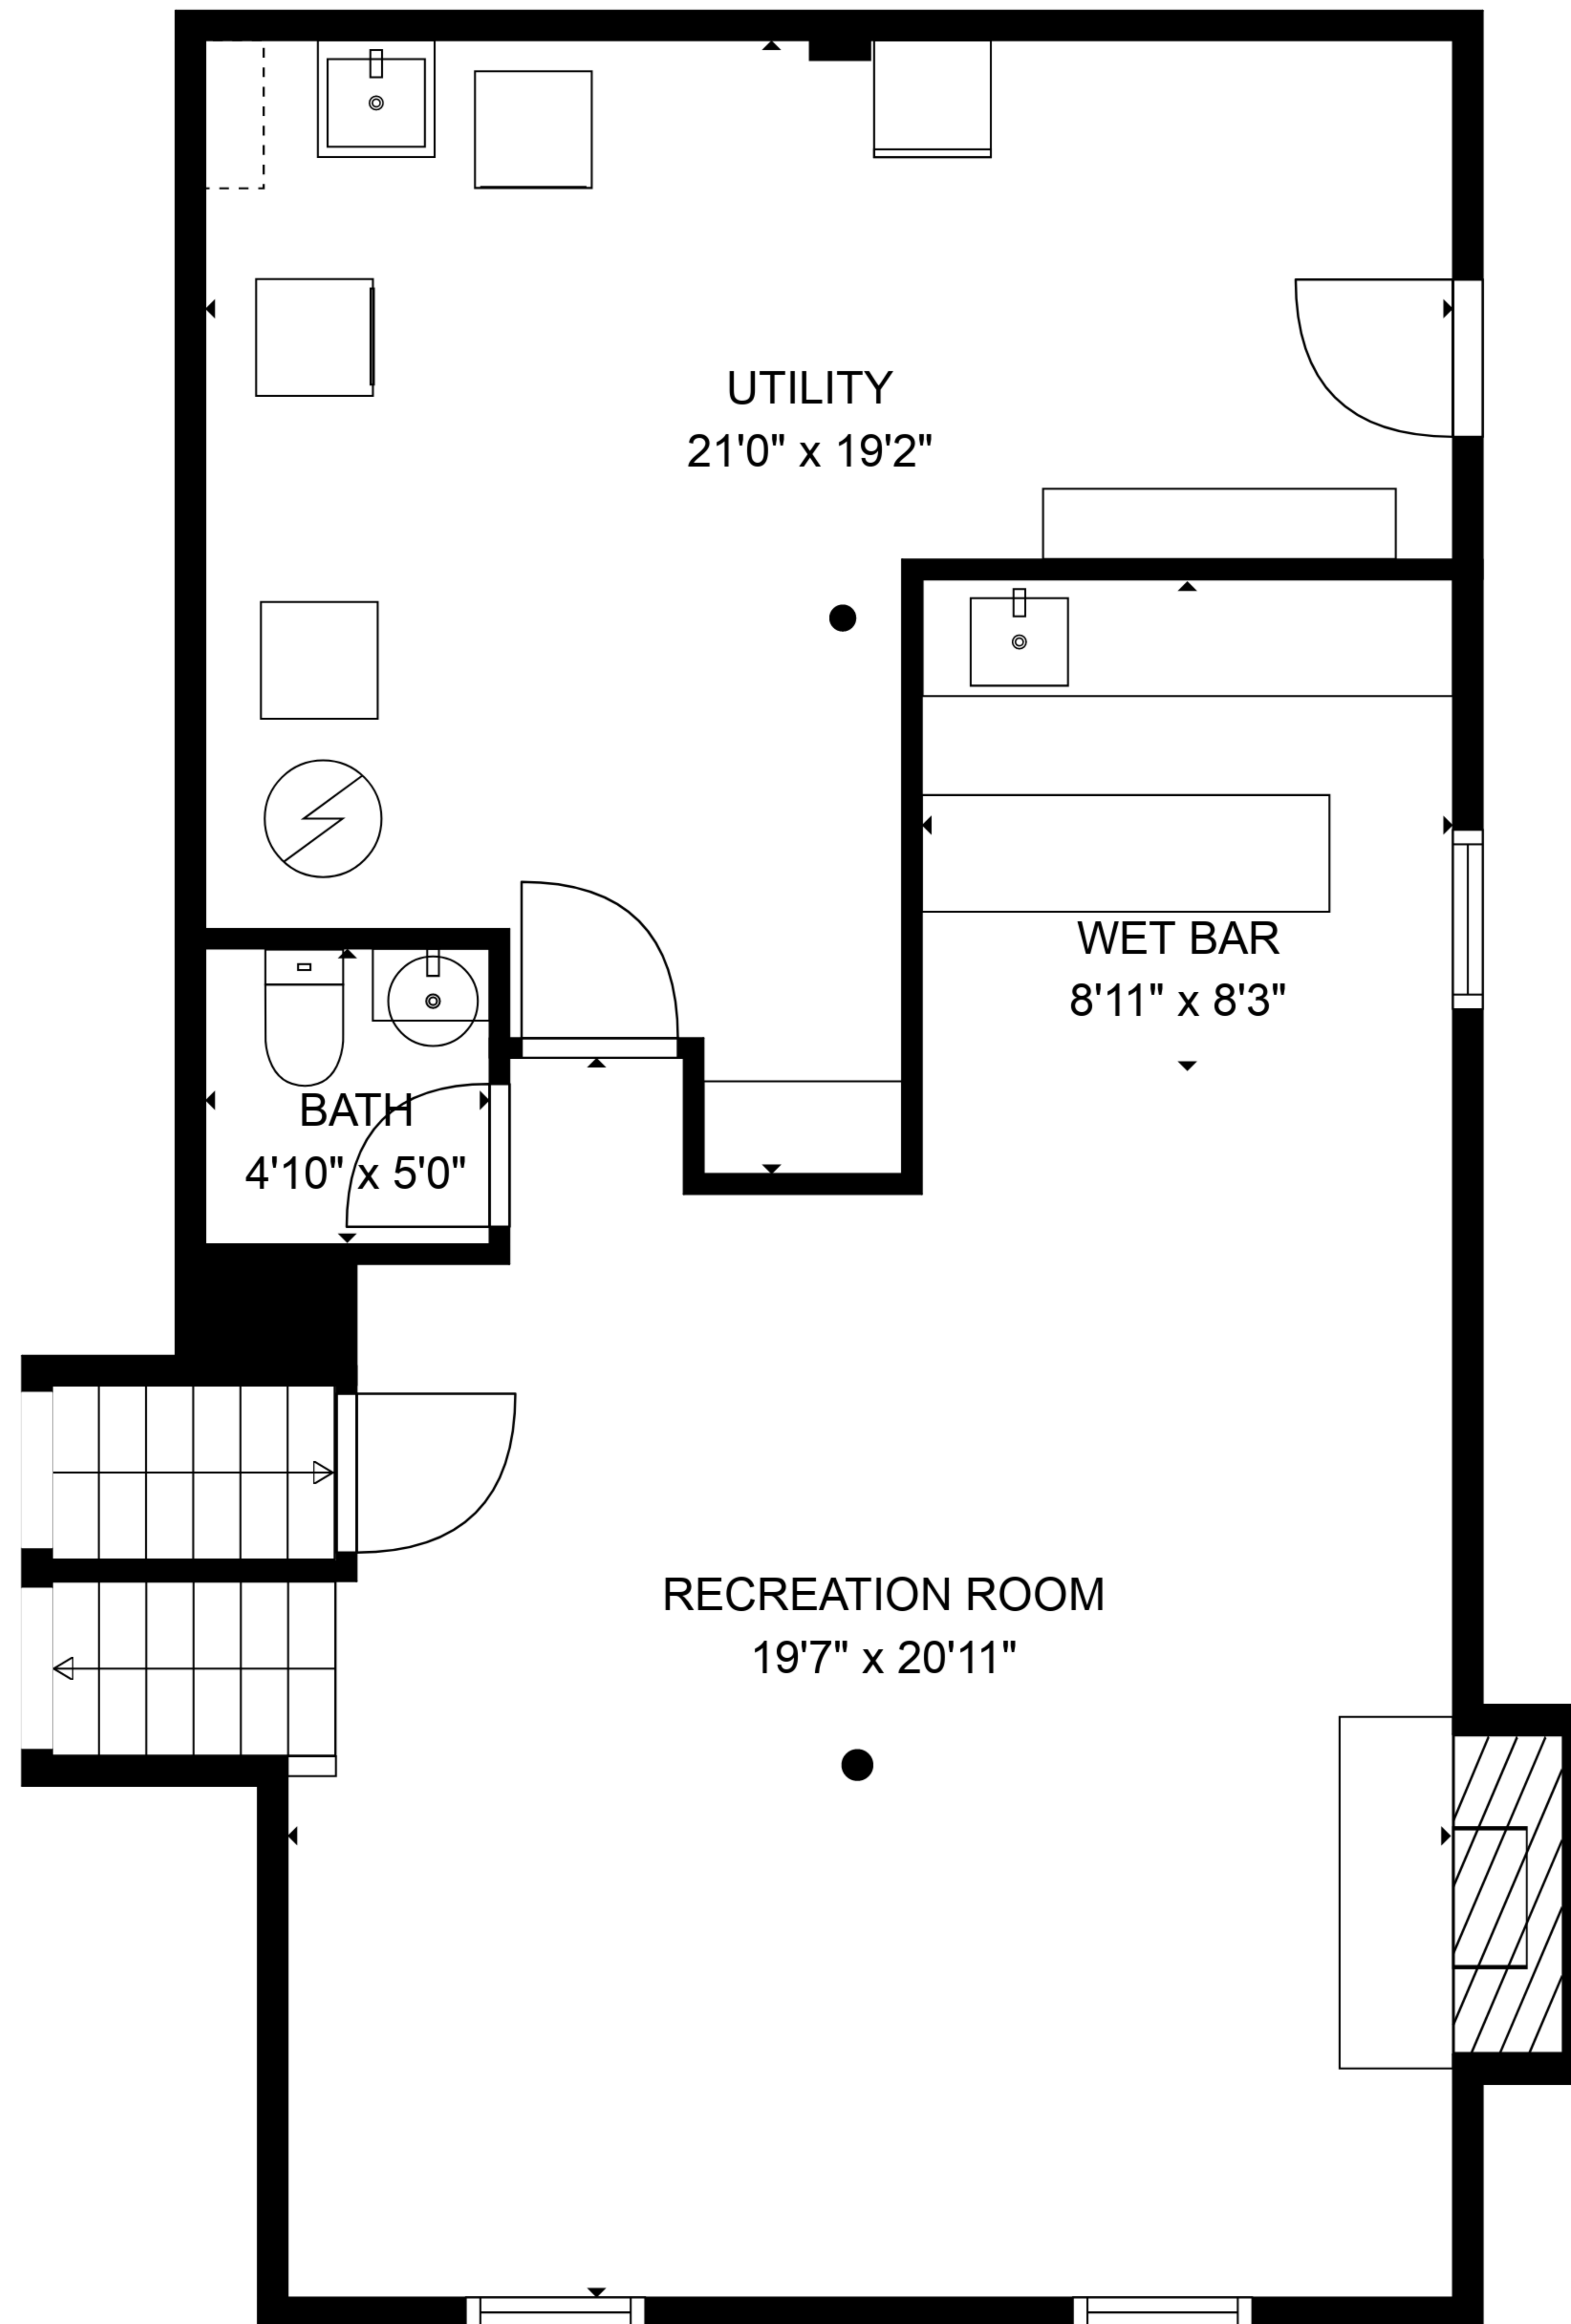 UTILITY
21'0" x 19'2"
WET BAR
8'11" x 8'3"
BATH
4'10" x 5'0"
RECREATION ROOM
19'7" x 20'11"